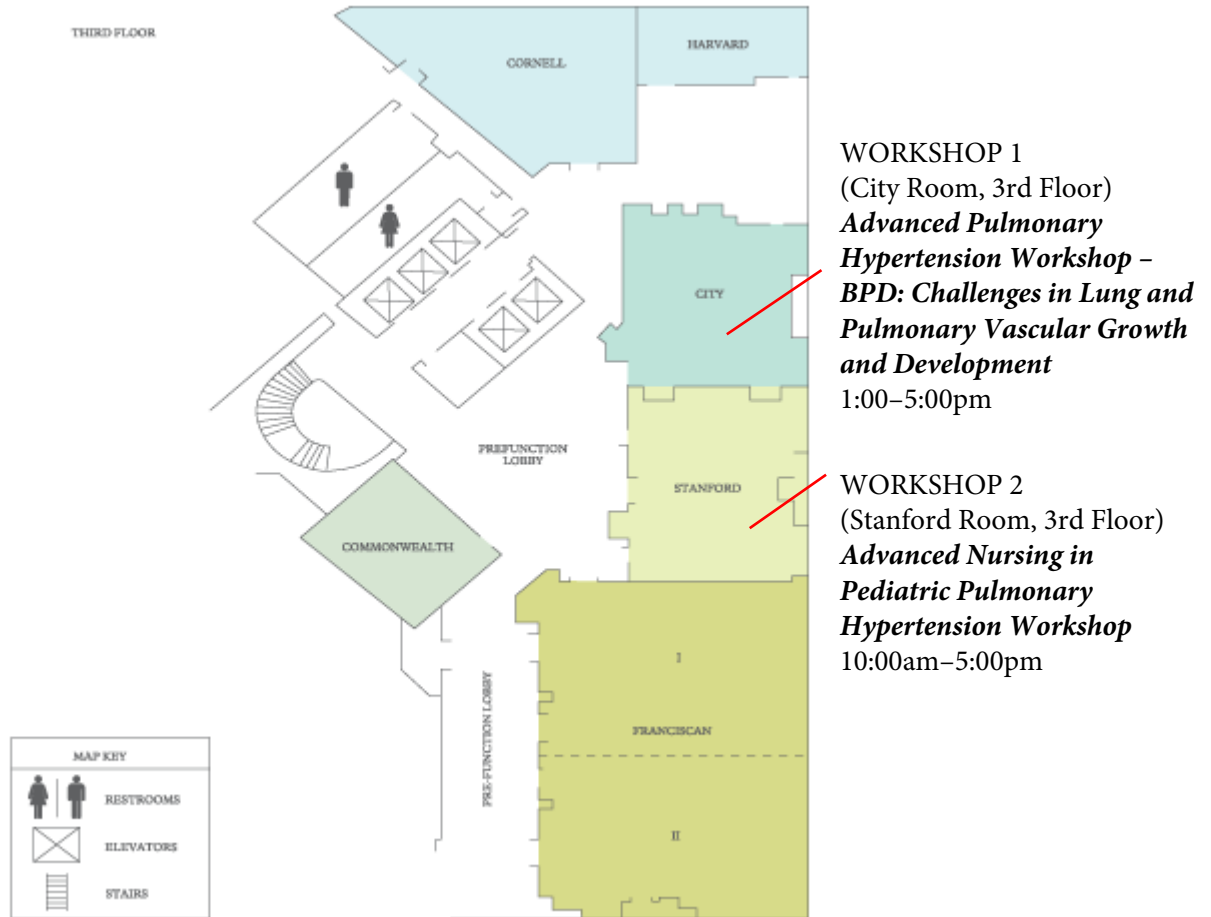 THIRD FLOOR
CORNELL
HARVARD
CITY
PREFUNCTION
LOBBY
STANFORD
COMMONWEALTH
I
PRE-FUNCTION LOBBY
FRANCISCAN
II
MAP KEY
RESTROOMS
ELEVATORS
STAIRS
WORKSHOP 1
(City Room, 3rd Floor)
Advanced Pulmonary
Hypertension Workshop –
BPD: Challenges in Lung and
Pulmonary Vascular Growth
and Development
1:00–5:00pm
WORKSHOP 2
(Stanford Room, 3rd Floor)
Advanced Nursing in
Pediatric Pulmonary
Hypertension Workshop
10:00am–5:00pm